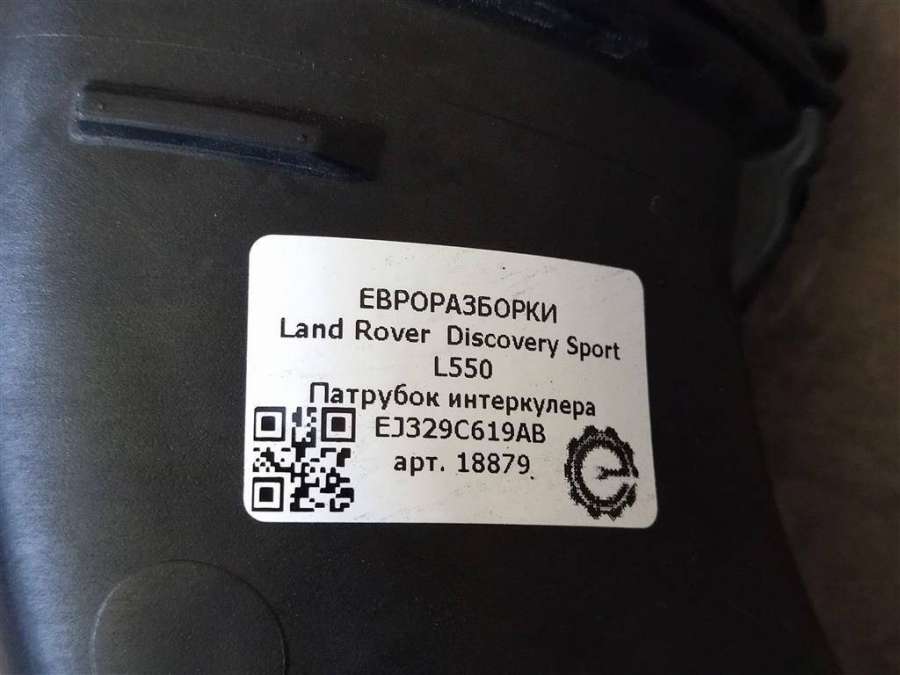 ЕВРОРАЗБОРКИ
Land Rover Discovery Sport
L550
Патрубок интеркулера
EJ329C619AB
арт. 18879